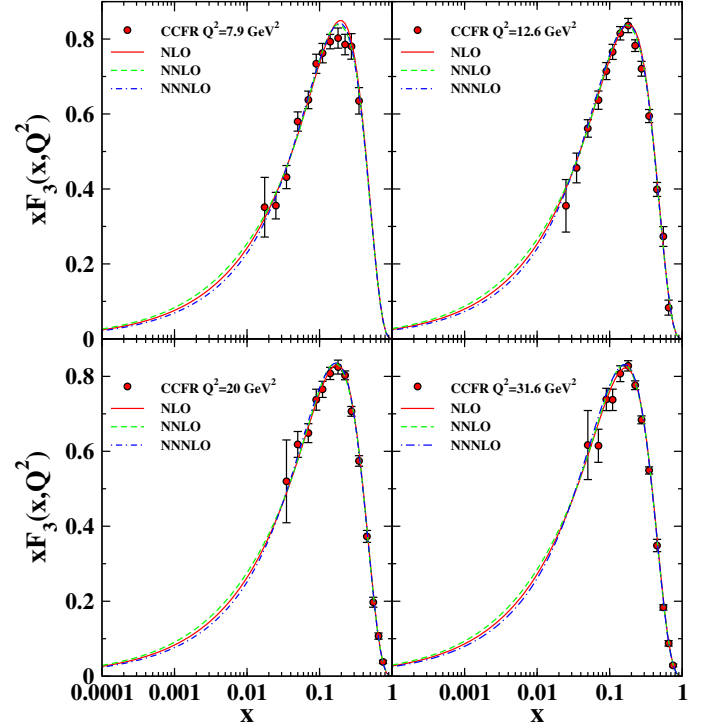 CCFR Q²=7.9 GeV²
NLO
NNLO
NNNLO
0.8
0.6
0.4
0.2
0
xF₃(x,Q²)
CCFR Q²=12.6 GeV²
NLO
NNLO
NNNLO
CCFR Q²=20 GeV²
NLO
NNLO
NNNLO
0.8
0.6
0.4
0.2
0
xF₃(x,Q²)
0.0001 0.001 0.01 0.1 1
x
CCFR Q²=31.6 GeV²
NLO
NNLO
NNNLO
0.001 0.01 0.1 1
x